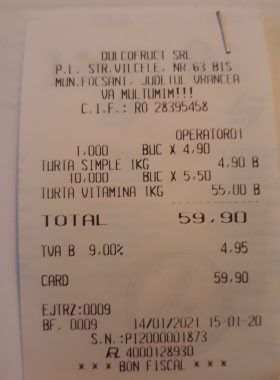 DULCOFRUCT SRL
P.L. STR.VILCELE, NR 63 BIS
MUN.FOCSANI, JUDETUL VRANCEA
VA MULTUMIM!!!
C.I.F.: RO 28395458
OPERATOR01
1,000 BUC X 4,90
TURTA SIMPLE 1KG 4,90 B
10,000 BUC X 5,50
TURTA VITAMINA 1KG 55,00 B
TOTAL 59,90
TVA B 9,00% 4,95
CARD 59,90
EJTRZ:0009
BF. 0009 14/01/2021 15-01-20
S.N.:PI2000001873
4000128930
* * * BON FISCAL * * *